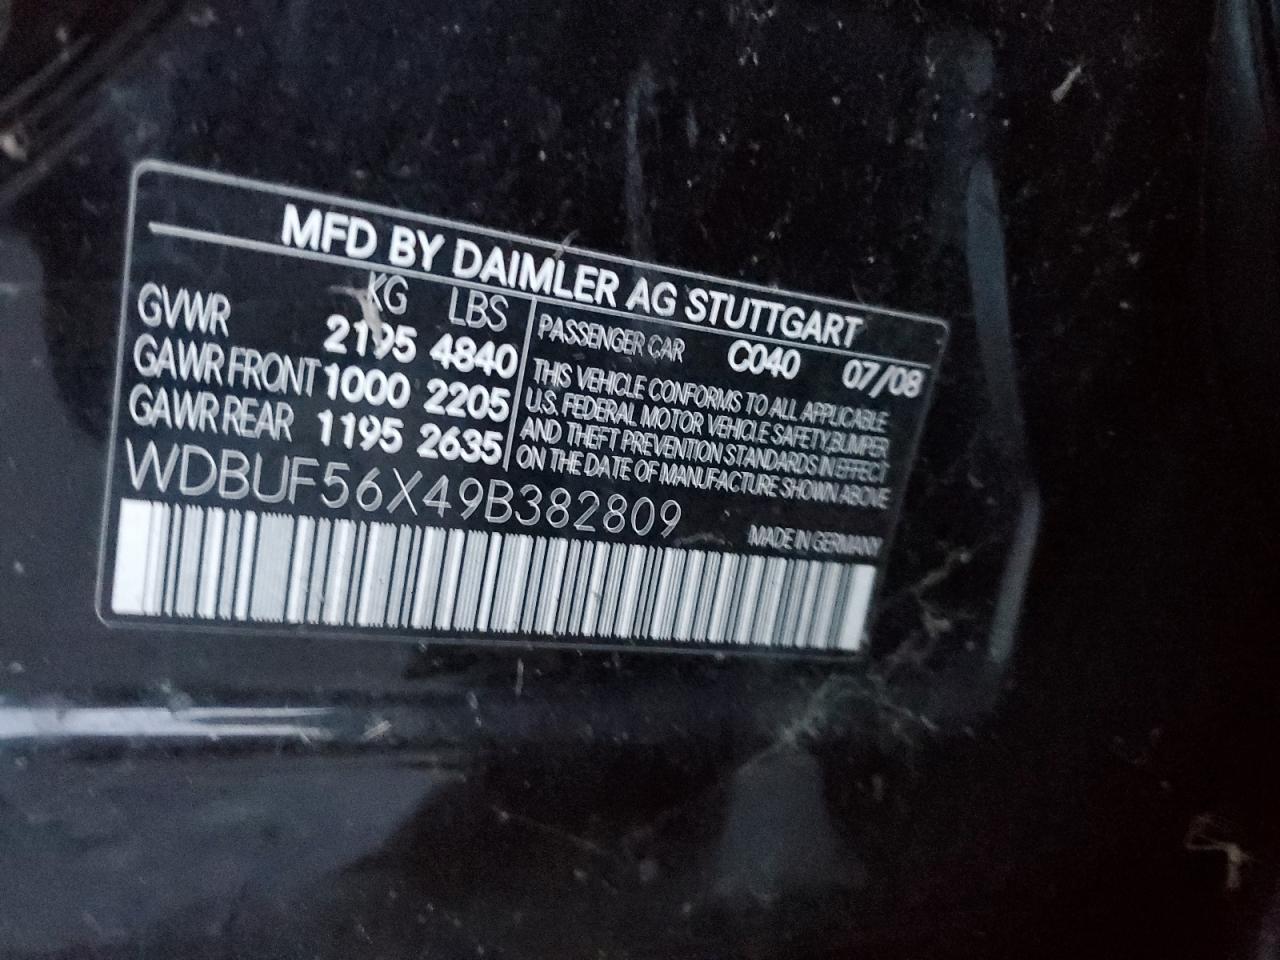 MFD BY DAIMLER AG STUTTGART
KG LBS
GVWR 2195 4840
GAWR FRONT 1000 2205
GAWR REAR 1195 2635
PASSENGER CAR C040 07/08
THIS VEHICLE CONFORMS TO ALL APPLICABLE
U.S. FEDERAL MOTOR VEHICLE SAFETY,BUMPER
AND THEFT PREVENTION STANDARDS IN EFFECT
ON THE DATE OF MANUFACTURE SHOWN ABOVE
WDBUF56X49B382809
MADE IN GERMANY